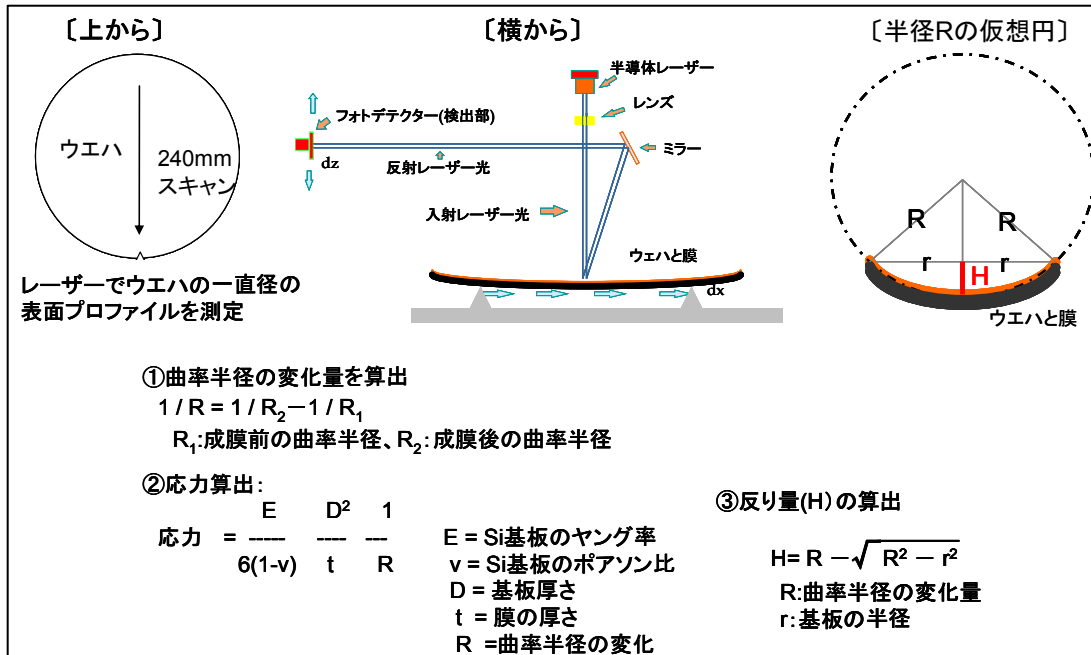 〔上から〕
ウエハ
240mm
スキャン
レーザーでウエハの一直径の
表面プロファイルを測定
〔横から〕
半導体レーザー
レンズ
フォトデテクター(検出部)
ミラー
dz
反射レーザー光
入射レーザー光
ウェハと膜
dx
〔半径Rの仮想円〕
R R
r r
H
ウエハと膜
①曲率半径の変化量を算出
1 / R = 1 / R₂－1 / R₁
R₁:成膜前の曲率半径、R₂:成膜後の曲率半径
②応力算出:
E D² 1
応力 = ----- ---- ---
6(1-v) t R
E = Si基板のヤング率
v = Si基板のポアソン比
D = 基板厚さ
t = 膜の厚さ
R =曲率半径の変化
③反り量(H)の算出
H= R －√ R² － r²
R:曲率半径の変化量
r:基板の半径